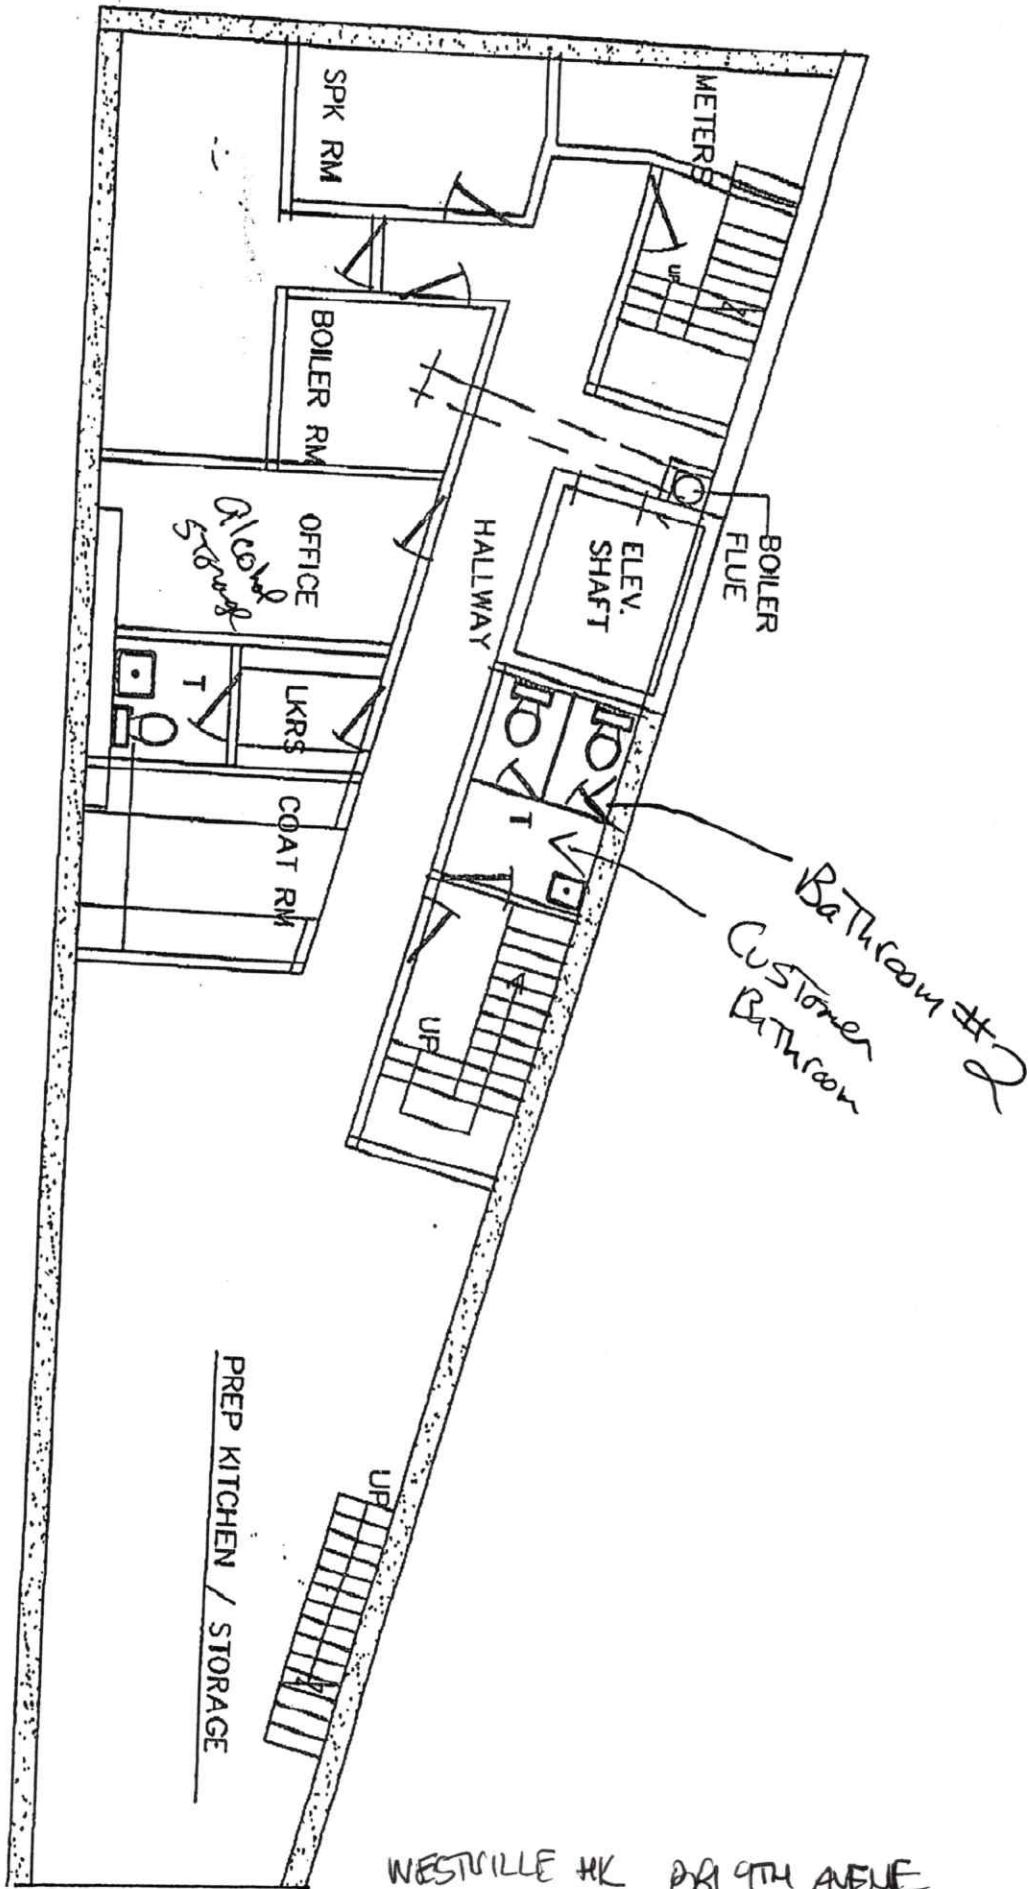 SPK RM
METERS
UP
BOILER RM
BOILER
FLUE
ELEV.
SHAFT
HALLWAY
OFFICE
Alcohol
Storage
T
LKRS
COAT RM
T
Bathroom #2
Customer
Bathroom
UP
UP
PREP KITCHEN / STORAGE
WESTVILLE HK 9TH AVENUE